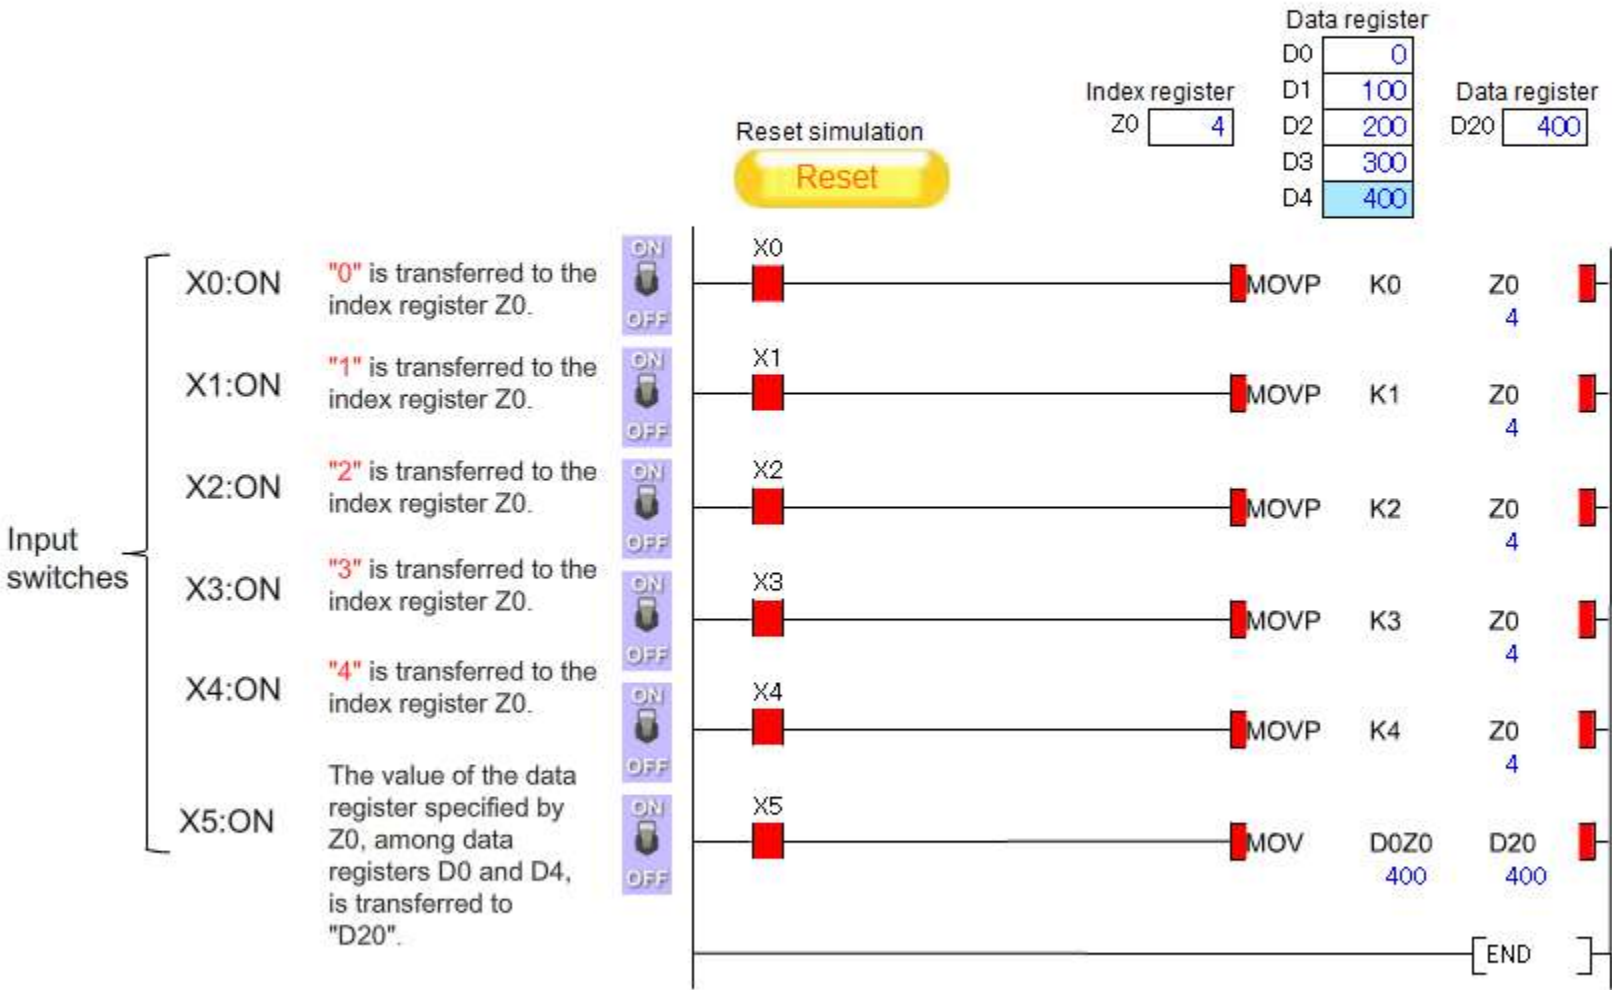 Data register
D0 0
D1 100
D2 200
D3 300
D4 400
Index register
Z0 4
Data register
D20 400
Reset simulation
Reset
Input
switches
X0:ON
"0" is transferred to the
index register Z0.
ON
OFF
X0
MOVP K0 Z0
4
X1:ON
"1" is transferred to the
index register Z0.
ON
OFF
X1
MOVP K1 Z0
4
X2:ON
"2" is transferred to the
index register Z0.
ON
OFF
X2
MOVP K2 Z0
4
X3:ON
"3" is transferred to the
index register Z0.
ON
OFF
X3
MOVP K3 Z0
4
X4:ON
"4" is transferred to the
index register Z0.
ON
OFF
X4
MOVP K4 Z0
4
X5:ON
The value of the data
register specified by
Z0, among data
registers D0 and D4,
is transferred to
"D20".
ON
OFF
X5
MOV D0Z0 D20
400 400
END